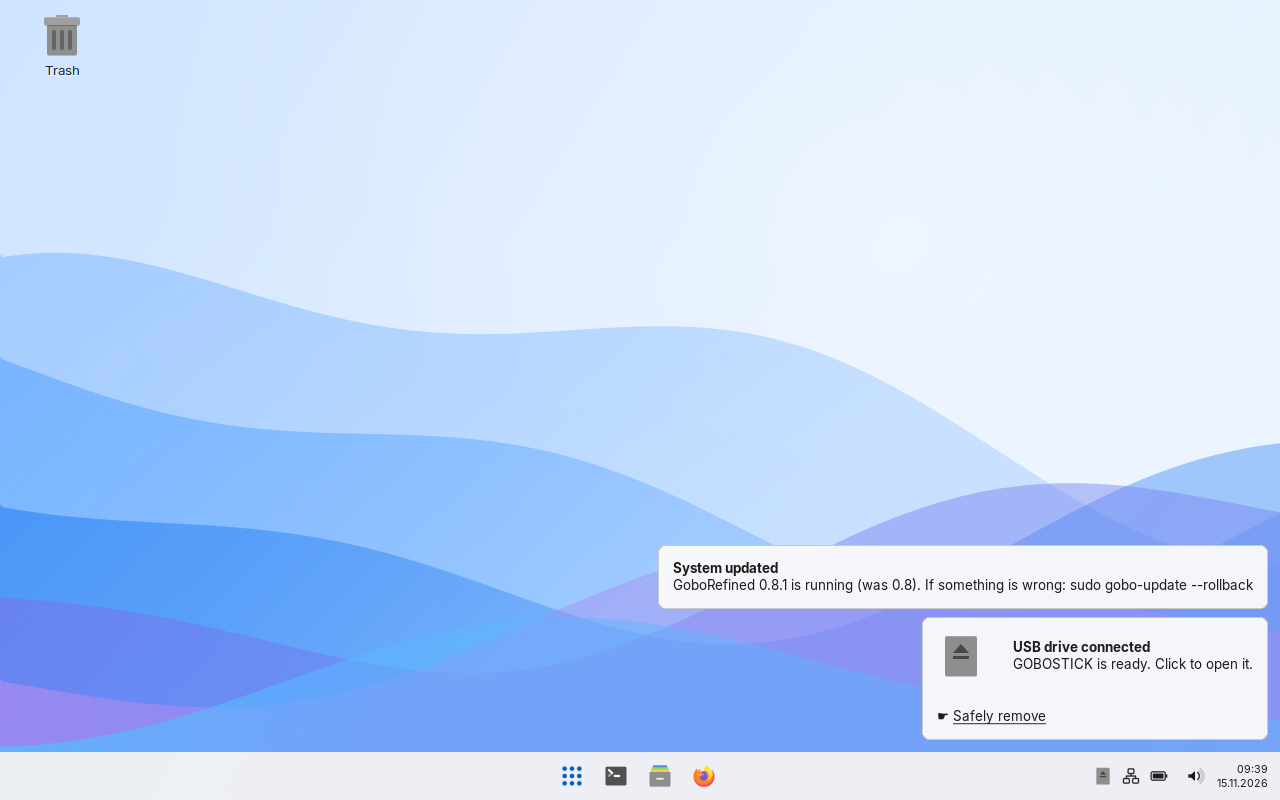 Trash
System updated
GoboRefined 0.8.1 is running (was 0.8). If something is wrong: sudo gobo-update --rollback
USB drive connected
GOBOSTICK is ready. Click to open it.
☛ Safely remove
09:39
15.11.2026